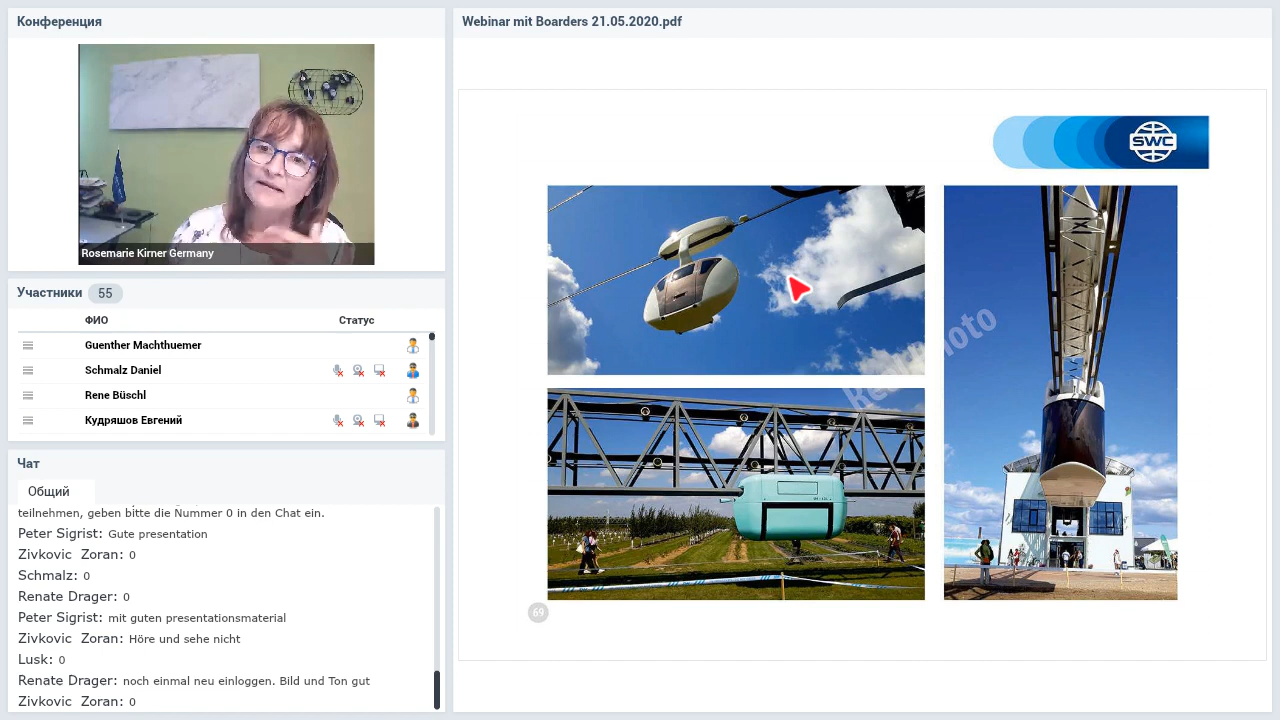 Конференция
Rosemarie Kirner Germany
Участники 55
ФИО Статус
Guenther Machthuemer
Schmalz Daniel
Rene Büschl
Кудряшов Евгений
Чат
Общий
teilnehmen, geben bitte die Nummer 0 in den Chat ein.
Peter Sigrist: Gute presentation
Zivkovic Zoran: 0
Schmalz: 0
Renate Drager: 0
Peter Sigrist: mit guten presentationsmaterial
Zivkovic Zoran: Höre und sehe nicht
Lusk: 0
Renate Drager: noch einmal neu einloggen. Bild und Ton gut
Zivkovic Zoran: 0
Webinar mit Boarders 21.05.2020.pdf
SWC
69